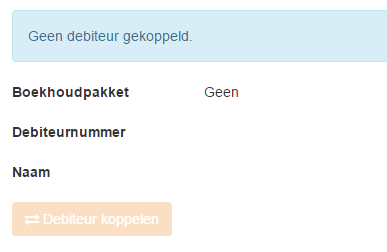 Geen debiteur gekoppeld.
Boekhoudpakket Geen
Debiteurnummer
Naam
Debiteur koppelen